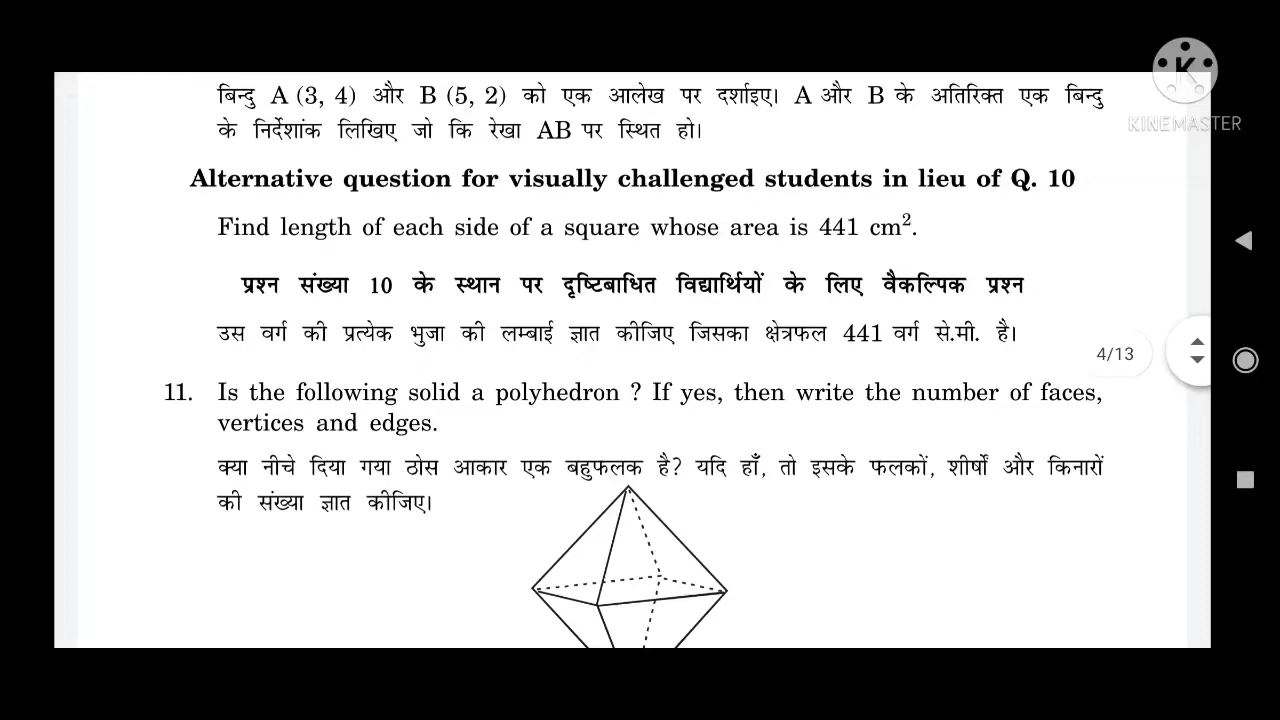 बिन्दु A (3, 4) और B (5, 2) को एक आलेख पर दर्शाइए। A और B के अतिरिक्त एक बिन्दु
के निर्देशांक लिखिए जो कि रेखा AB पर स्थित हो।
KINEMASTER
Alternative question for visually challenged students in lieu of Q. 10
Find length of each side of a square whose area is 441 cm².
प्रश्न संख्या 10 के स्थान पर दृष्टिबाधित विद्यार्थियों के लिए वैकल्पिक प्रश्न
उस वर्ग की प्रत्येक भुजा की लम्बाई ज्ञात कीजिए जिसका क्षेत्रफल 441 वर्ग से.मी. है।
4/13
11. Is the following solid a polyhedron ? If yes, then write the number of faces,
vertices and edges.
क्या नीचे दिया गया ठोस आकार एक बहुफलक है? यदि हाँ, तो इसके फलकों, शीर्षों और किनारों
की संख्या ज्ञात कीजिए।